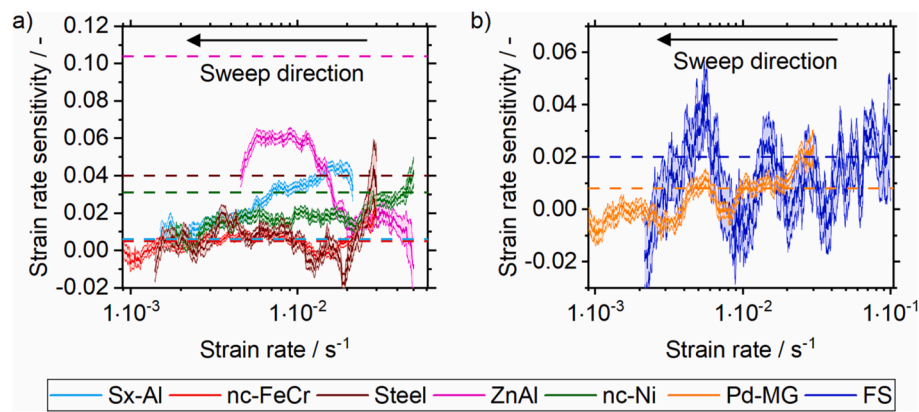 a)
Strain rate sensitivity / -
0.12
0.10
0.08
0.06
0.04
0.02
0.00
-0.02
Sweep direction
1·10⁻³
1·10⁻²
Strain rate / s⁻¹
b)
Strain rate sensitivity / -
0.06
0.04
0.02
0.00
-0.02
Sweep direction
1·10⁻³
1·10⁻²
1·10⁻¹
Strain rate / s⁻¹
Sx-Al nc-FeCr Steel ZnAl nc-Ni Pd-MG FS